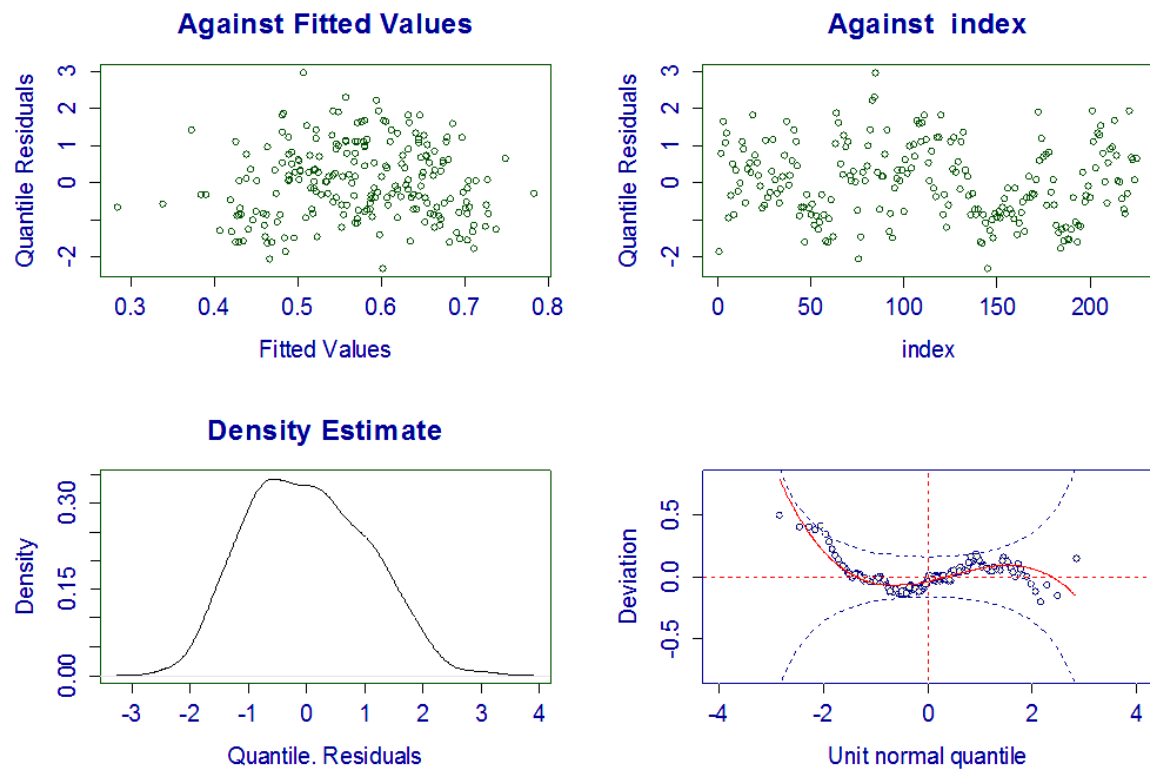 Against Fitted Values
Quantile Residuals
3
2
1
0
-2
0.3 0.4 0.5 0.6 0.7 0.8
Fitted Values
Against index
Quantile Residuals
3
2
1
0
-2
0 50 100 150 200
index
Density Estimate
Density
0.30
0.15
0.00
-3 -2 -1 0 1 2 3 4
Quantile. Residuals
Deviation
0.5
0.0
-0.5
-4 -2 0 2 4
Unit normal quantile